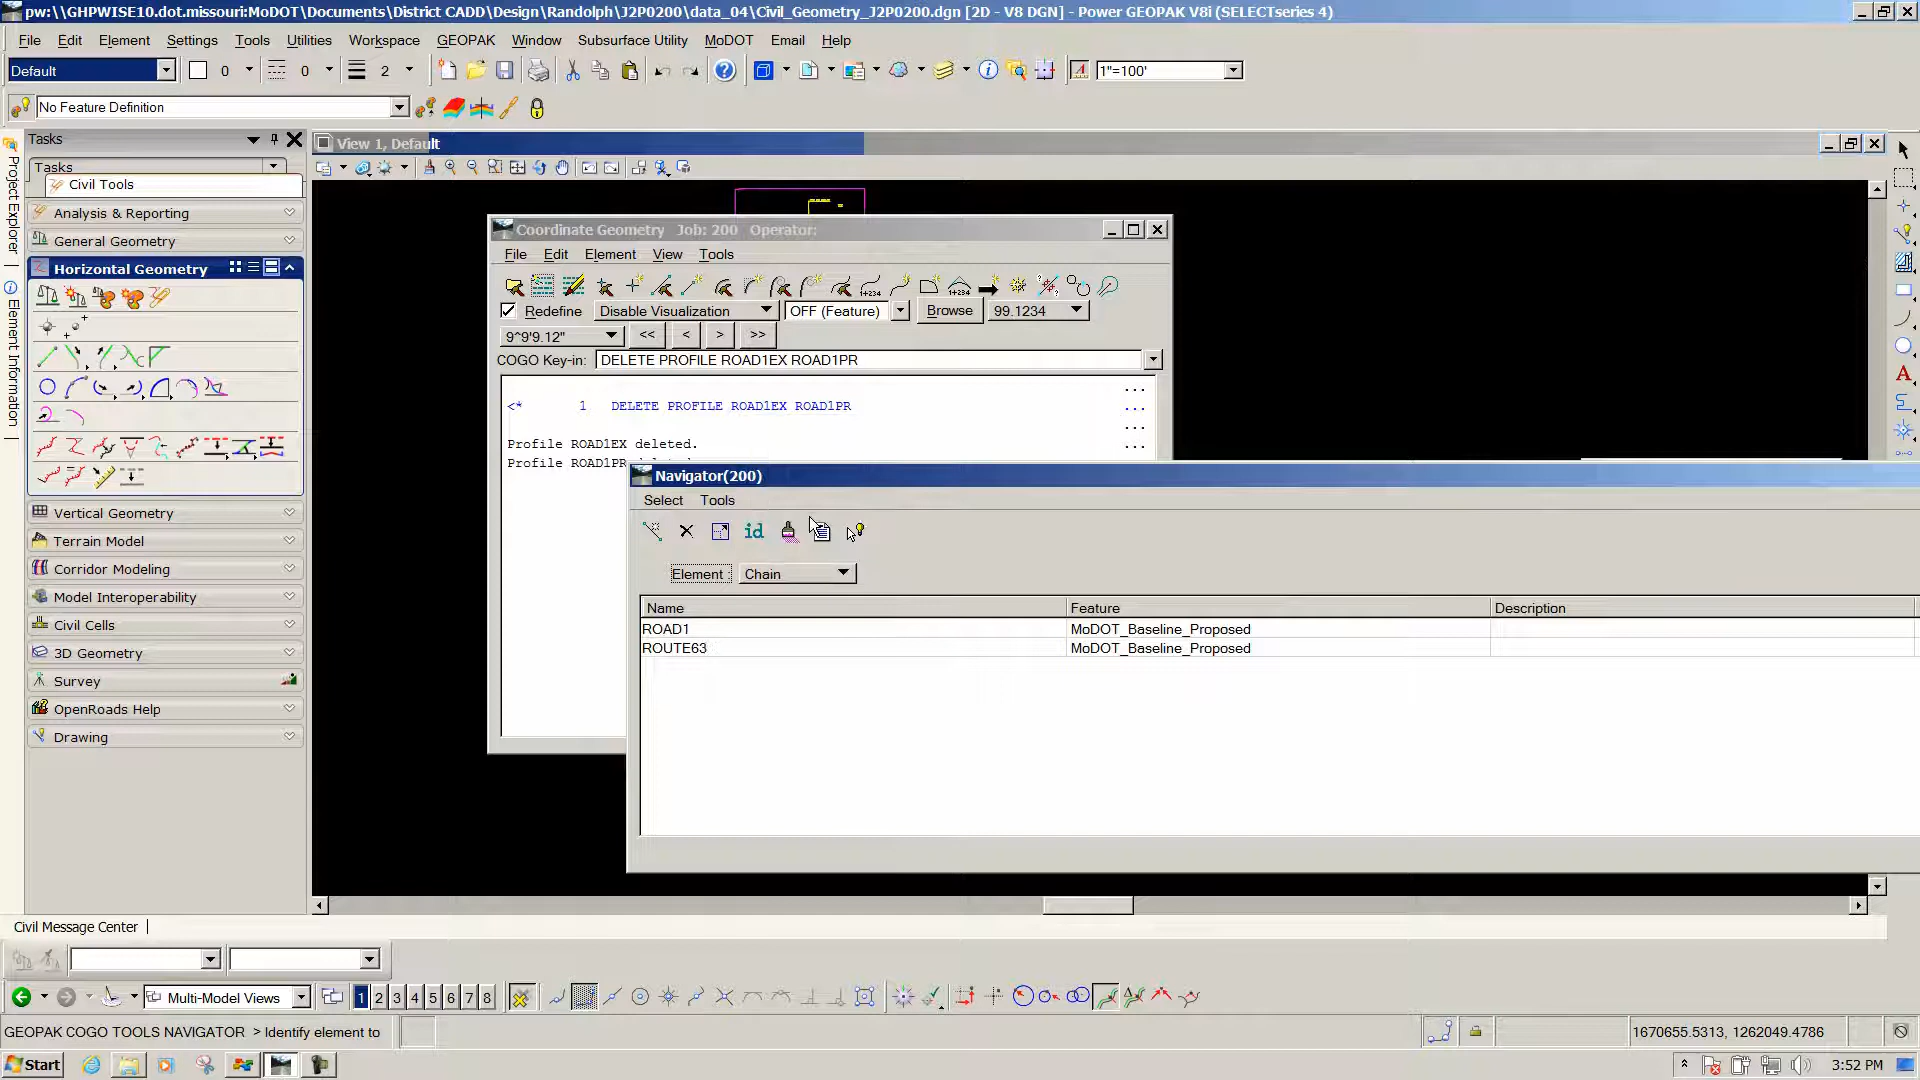 pw:\\GHPWISE10.dot.missouri:MoDOT\Documents\District CADD\Design\Randolph\J2P0200\data_04\Civil_Geometry_J2P0200.dgn [2D - V8 DGN] - Power GEOPAK V8i (SELECTseries 4)
File Edit Element Settings Tools Utilities Workspace GEOPAK Window Subsurface Utility MoDOT Email Help
Default 0 0 2 1"=100'
No Feature Definition
Tasks
View 1, Default
Tasks
Civil Tools
Analysis & Reporting
General Geometry
Horizontal Geometry
Vertical Geometry
Terrain Model
Corridor Modeling
Model Interoperability
Civil Cells
3D Geometry
Survey
OpenRoads Help
Drawing
Project Explorer
Element Information
Coordinate Geometry Job: 200 Operator:
File Edit Element View Tools
Redefine Disable Visualization OFF (Feature) Browse 99.1234
9^9'9.12" << < > >>
COGO Key-in: DELETE PROFILE ROAD1EX ROAD1PR
<* 1 DELETE PROFILE ROAD1EX ROAD1PR
Profile ROAD1EX deleted.
Profile ROAD1PR
Navigator(200)
Select Tools
id
Element : Chain
Name Feature Description
ROAD1 MoDOT_Baseline_Proposed
ROUTE63 MoDOT_Baseline_Proposed
Civil Message Center
Multi-Model Views 1 2 3 4 5 6 7 8
GEOPAK COGO TOOLS NAVIGATOR > Identify element to
1670655.5313, 1262049.4786
Start
3:52 PM